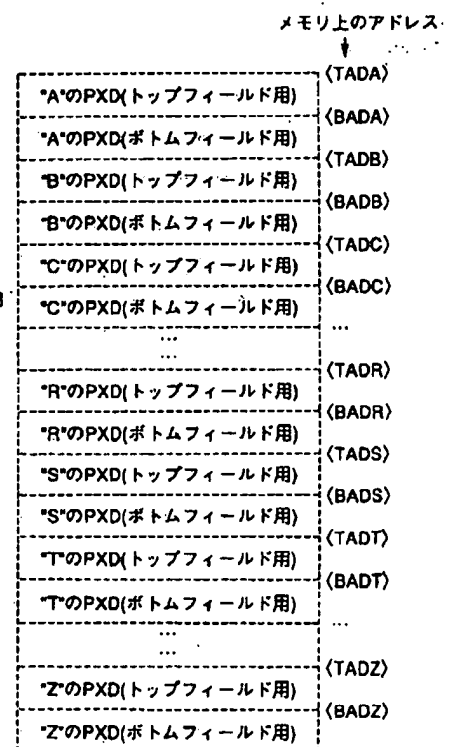 メモリ上のアドレス
〈TADA〉
"A"のPXD(トップフィールド用)
〈BADA〉
"A"のPXD(ボトムフィールド用)
〈TADB〉
"B"のPXD(トップフィールド用)
〈BADB〉
"B"のPXD(ボトムフィールド用)
〈TADC〉
"C"のPXD(トップフィールド用)
〈BADC〉
"C"のPXD(ボトムフィールド用)
...
...
...
〈TADR〉
"R"のPXD(トップフィールド用)
〈BADR〉
"R"のPXD(ボトムフィールド用)
〈TADS〉
"S"のPXD(トップフィールド用)
〈BADS〉
"S"のPXD(ボトムフィールド用)
〈TADT〉
"T"のPXD(トップフィールド用)
〈BADT〉
"T"のPXD(ボトムフィールド用)
...
...
...
〈TADZ〉
"Z"のPXD(トップフィールド用)
〈BADZ〉
"Z"のPXD(ボトムフィールド用)